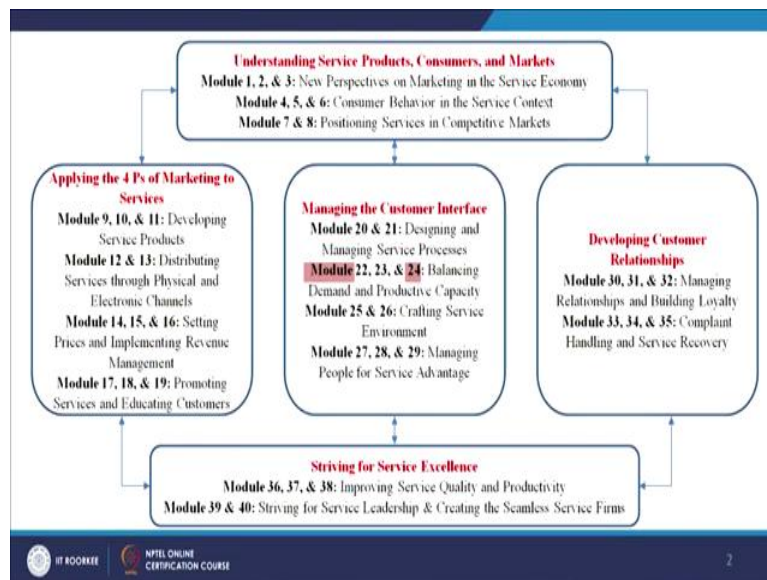 Understanding Service Products, Consumers, and Markets
Module 1, 2, & 3: New Perspectives on Marketing in the Service Economy
Module 4, 5, & 6: Consumer Behavior in the Service Context
Module 7 & 8: Positioning Services in Competitive Markets
Applying the 4 Ps of Marketing to
Services
Module 9, 10, & 11: Developing
Service Products
Module 12 & 13: Distributing
Services through Physical and
Electronic Channels
Module 14, 15, & 16: Setting
Prices and Implementing Revenue
Management
Module 17, 18, & 19: Promoting
Services and Educating Customers
Managing the Customer Interface
Module 20 & 21: Designing and
Managing Service Processes
Module 22, 23, & 24: Balancing
Demand and Productive Capacity
Module 25 & 26: Crafting Service
Environment
Module 27, 28, & 29: Managing
People for Service Advantage
Developing Customer
Relationships
Module 30, 31, & 32: Managing
Relationships and Building Loyalty
Module 33, 34, & 35: Complaint
Handling and Service Recovery
Striving for Service Excellence
Module 36, 37, & 38: Improving Service Quality and Productivity
Module 39 & 40: Striving for Service Leadership & Creating the Seamless Service Firms
IIT ROORKEE
NPTEL ONLINE
CERTIFICATION COURSE
2